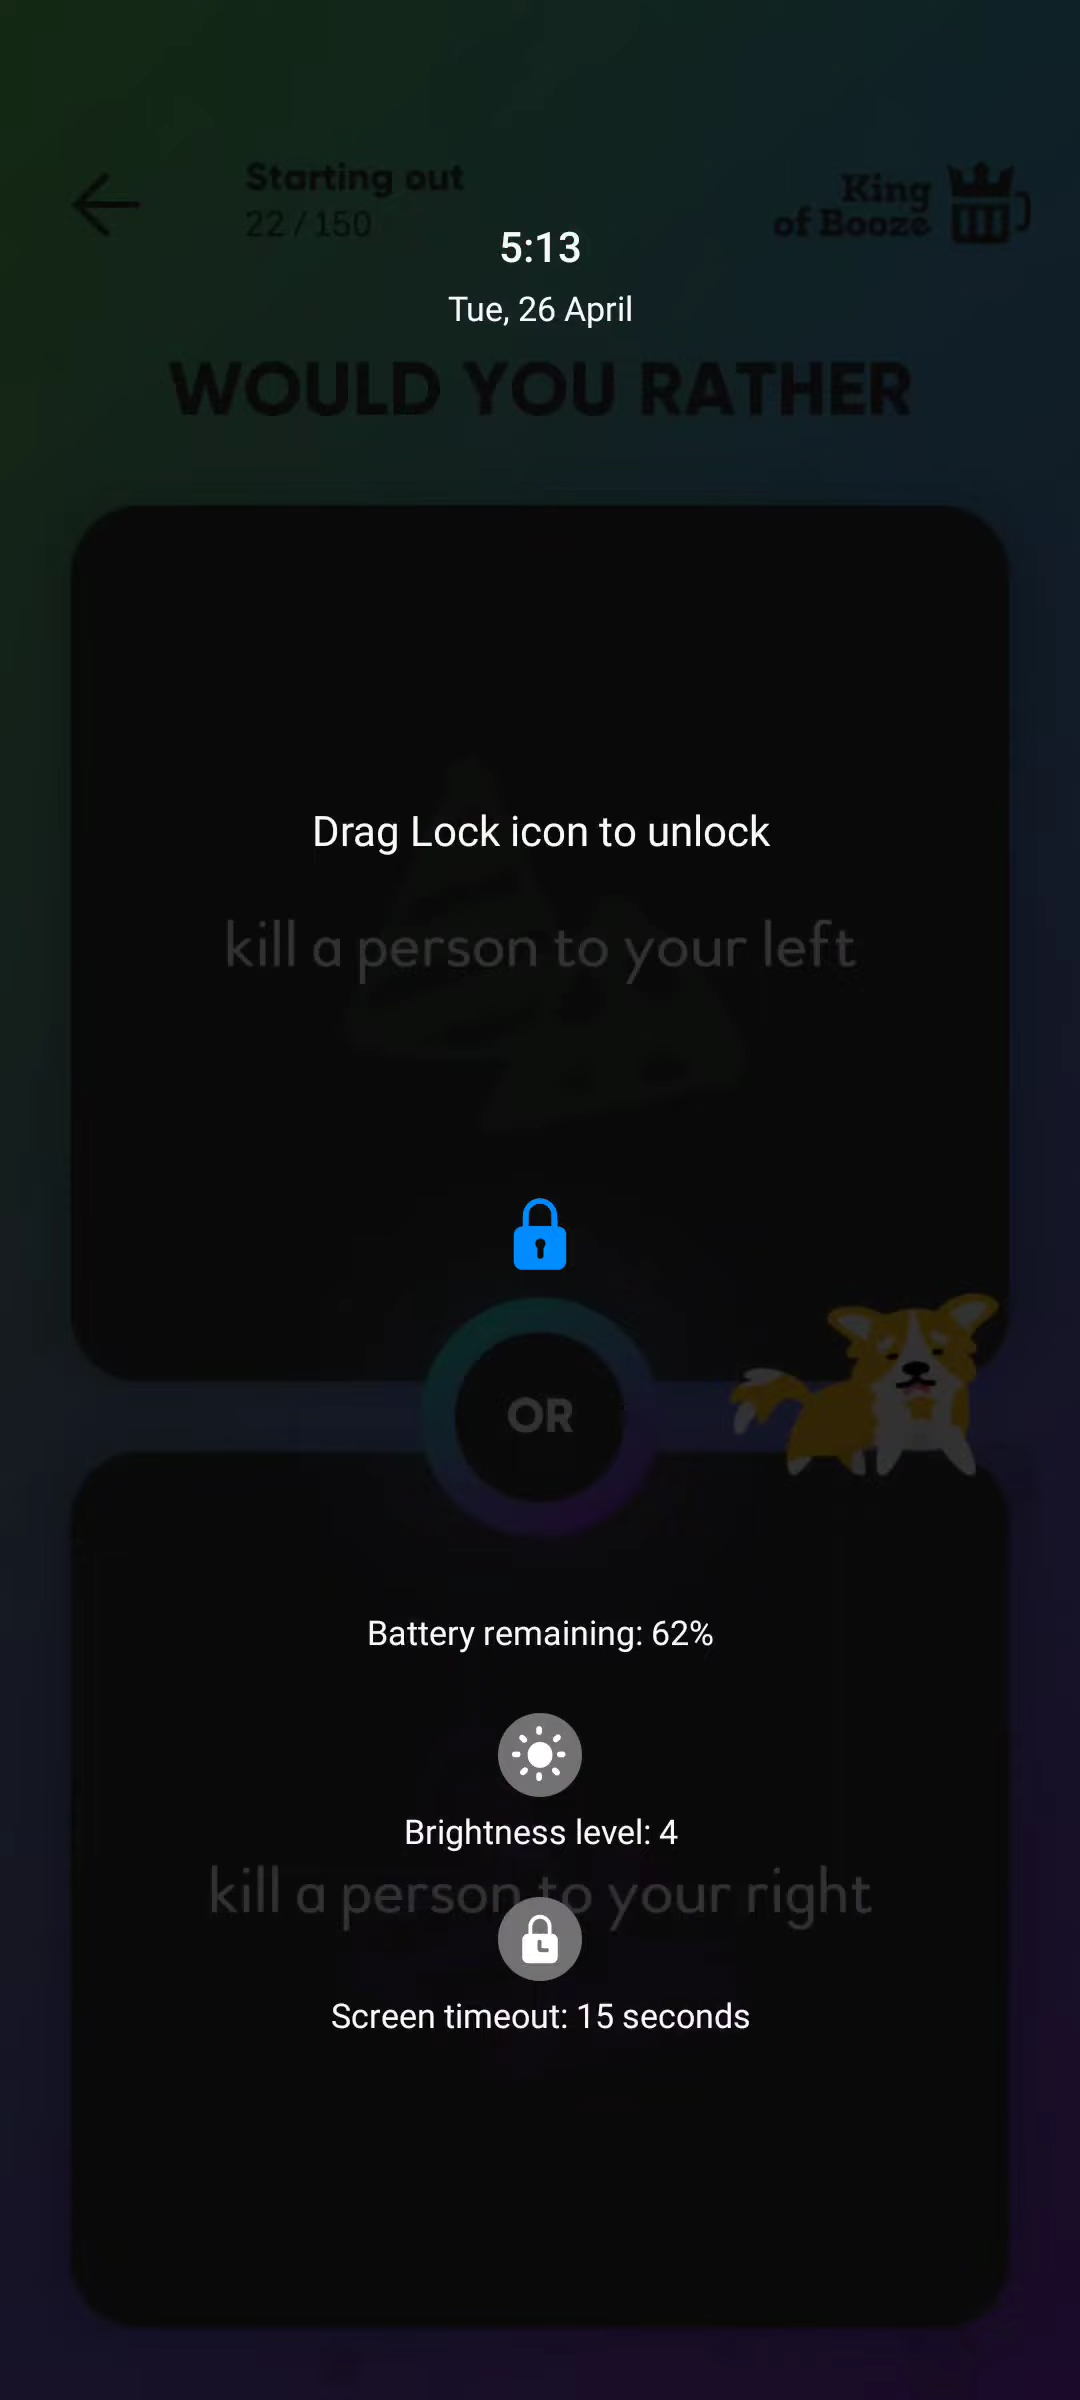 Starting out
22 / 150
King
of Booze
5:13
Tue, 26 April
WOULD YOU RATHER
Drag Lock icon to unlock
kill a person to your left
OR
Battery remaining: 62%
Brightness level: 4
kill a person to your right
Screen timeout: 15 seconds